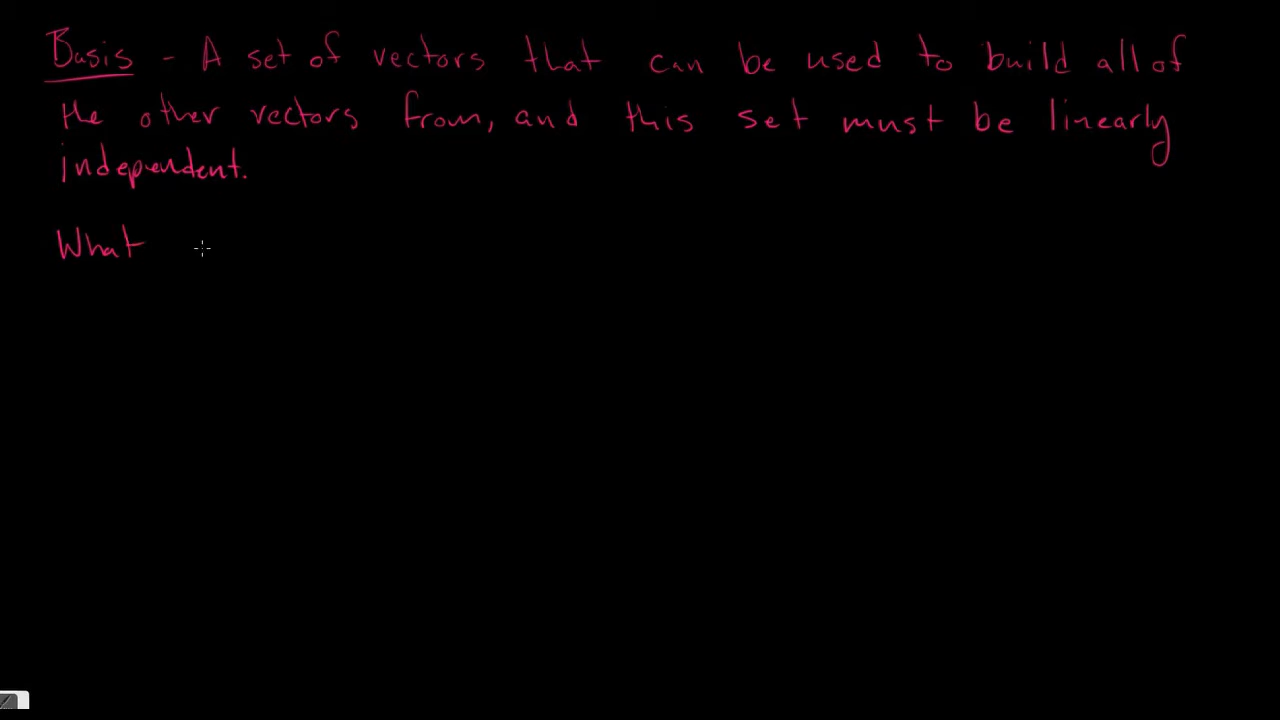 Basis - A set of vectors that can be used to build all of
the other vectors from, and this set must be linearly
independent.
What